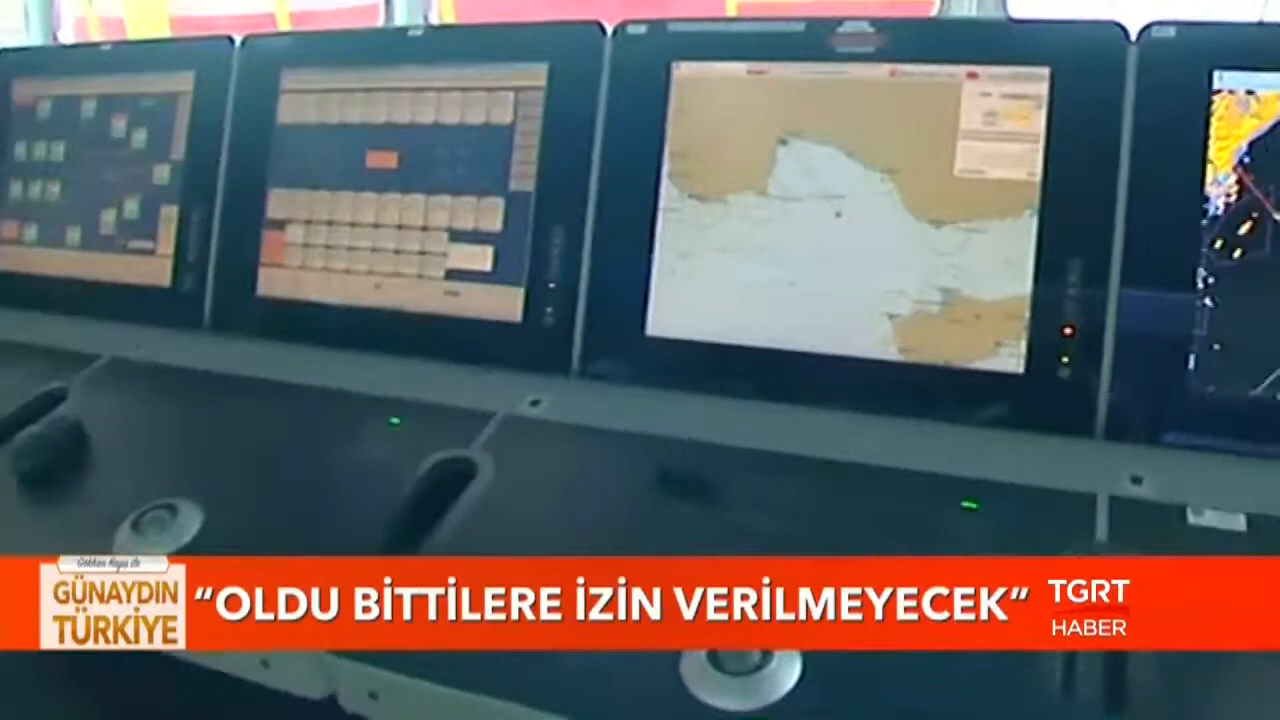 Gökhan Kaya ile
GÜNAYDIN
TÜRKİYE
“OLDU BİTTİLERE İZİN VERİLMEYECEK”
TGRT
HABER